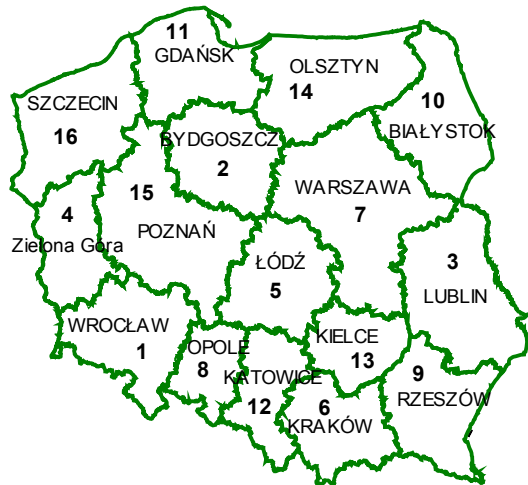 11
GDAŃSK
OLSZTYN
14
SZCZECIN
16
10
BIAŁYSTOK
BYDGOSZCZ
2
15
POZNAŃ
WARSZAWA
7
4
Zielona Góra
ŁÓDŹ
5
3
LUBLIN
WROCŁAW
1
OPOLE
8
KATOWICE
12
KIELCE
13
9
RZESZÓW
6
KRAKÓW